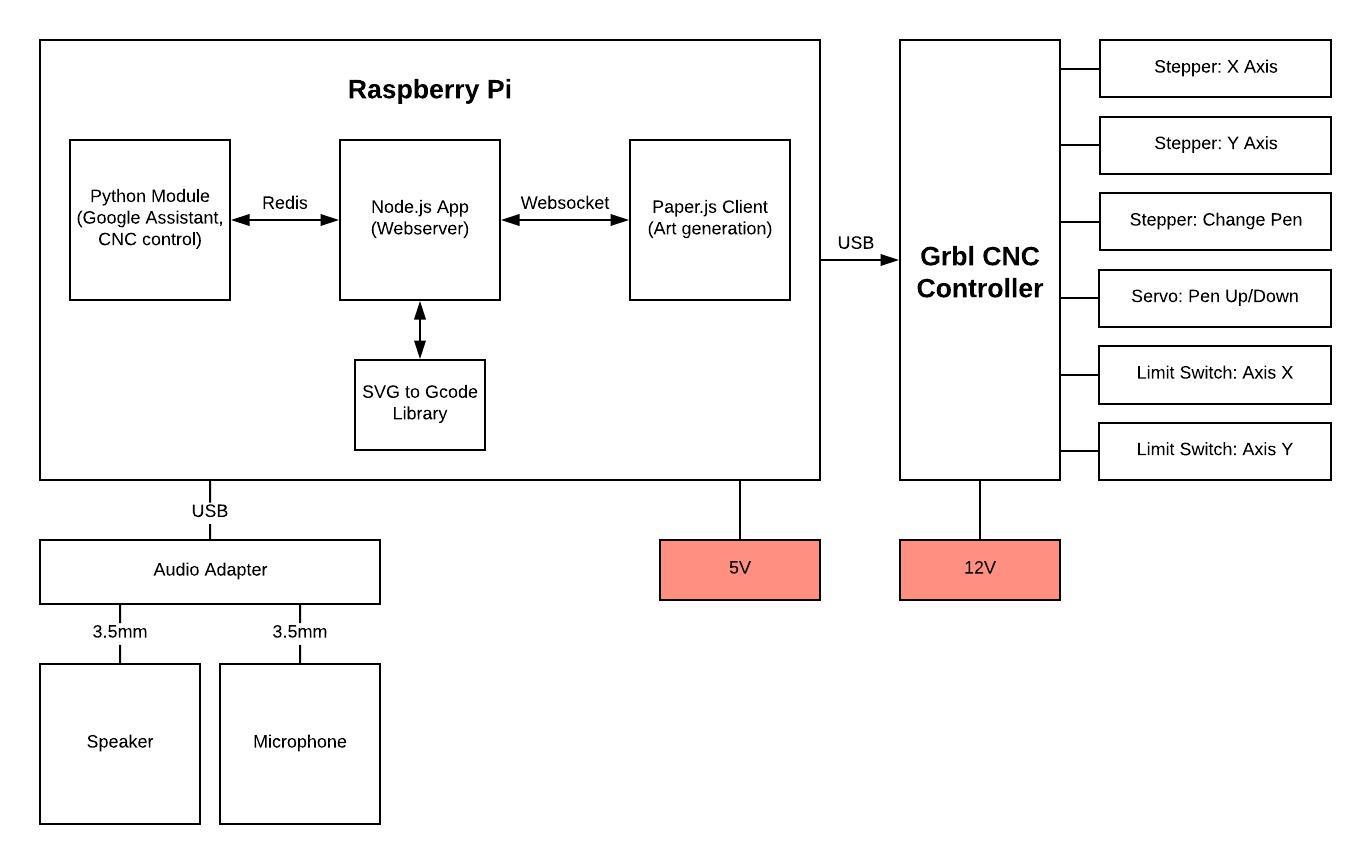 Raspberry Pi
Python Module
(Google Assistant,
CNC control)
Redis
Node.js App
(Webserver)
Websocket
Paper.js Client
(Art generation)
SVG to Gcode
Library
USB
Grbl CNC
Controller
Stepper: X Axis
Stepper: Y Axis
Stepper: Change Pen
Servo: Pen Up/Down
Limit Switch: Axis X
Limit Switch: Axis Y
USB
Audio Adapter
5V
12V
3.5mm
3.5mm
Speaker
Microphone